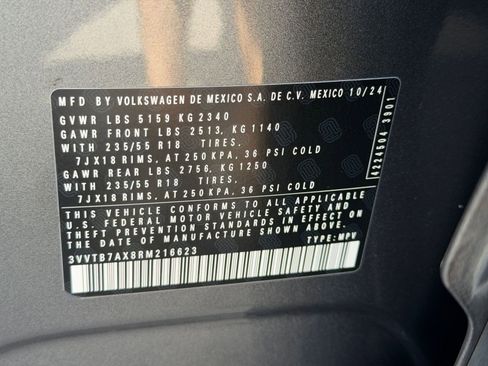 MFD BY VOLKSWAGEN DE MEXICO S.A. DE C.V. MEXICO 10/24
GVWR LBS 5159 KG 2340
GAWR FRONT LBS 2513, KG 1140
WITH 235/55 R18 TIRES.
7JX18 RIMS, AT 250 KPA, 36 PSI COLD
GAWR REAR LBS 2756, KG 1250
WITH 235/55 R18 TIRES.
7JX18 RIMS, AT 250 KPA, 36 PSI COLD
THIS VEHICLE CONFORMS TO ALL APPLICABLE
U.S. FEDERAL MOTOR VEHICLE SAFETY AND
THEFT PREVENTION STANDARDS IN EFFECT ON
THE DATE OF MANUFACTURE SHOWN ABOVE
3VVTB7AX8RM216623 TYPE: MPV
4224504 3901